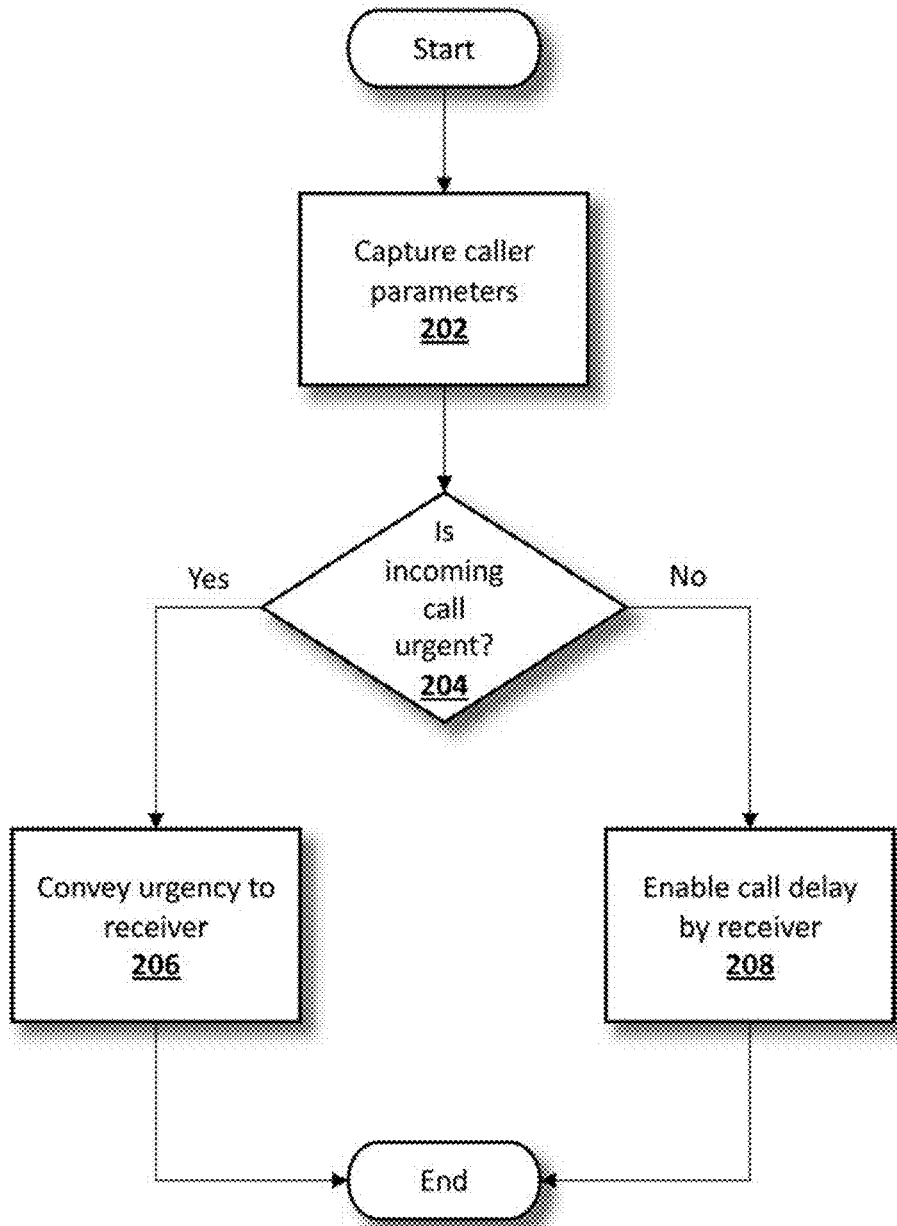 Start
Capture caller
parameters
202
Is
incoming
call
urgent?
204
Yes
No
Convey urgency to
receiver
206
Enable call delay
by receiver
208
End